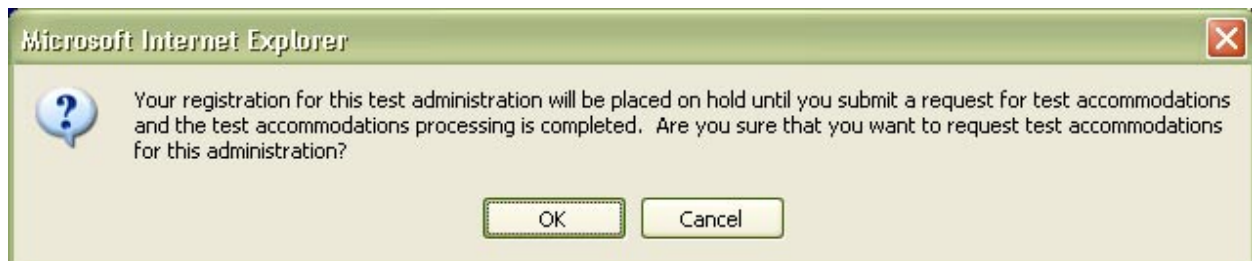 Microsoft Internet Explorer
Your registration for this test administration will be placed on hold until you submit a request for test accommodations
and the test accommodations processing is completed.  Are you sure that you want to request test accommodations
for this administration?
OK
Cancel